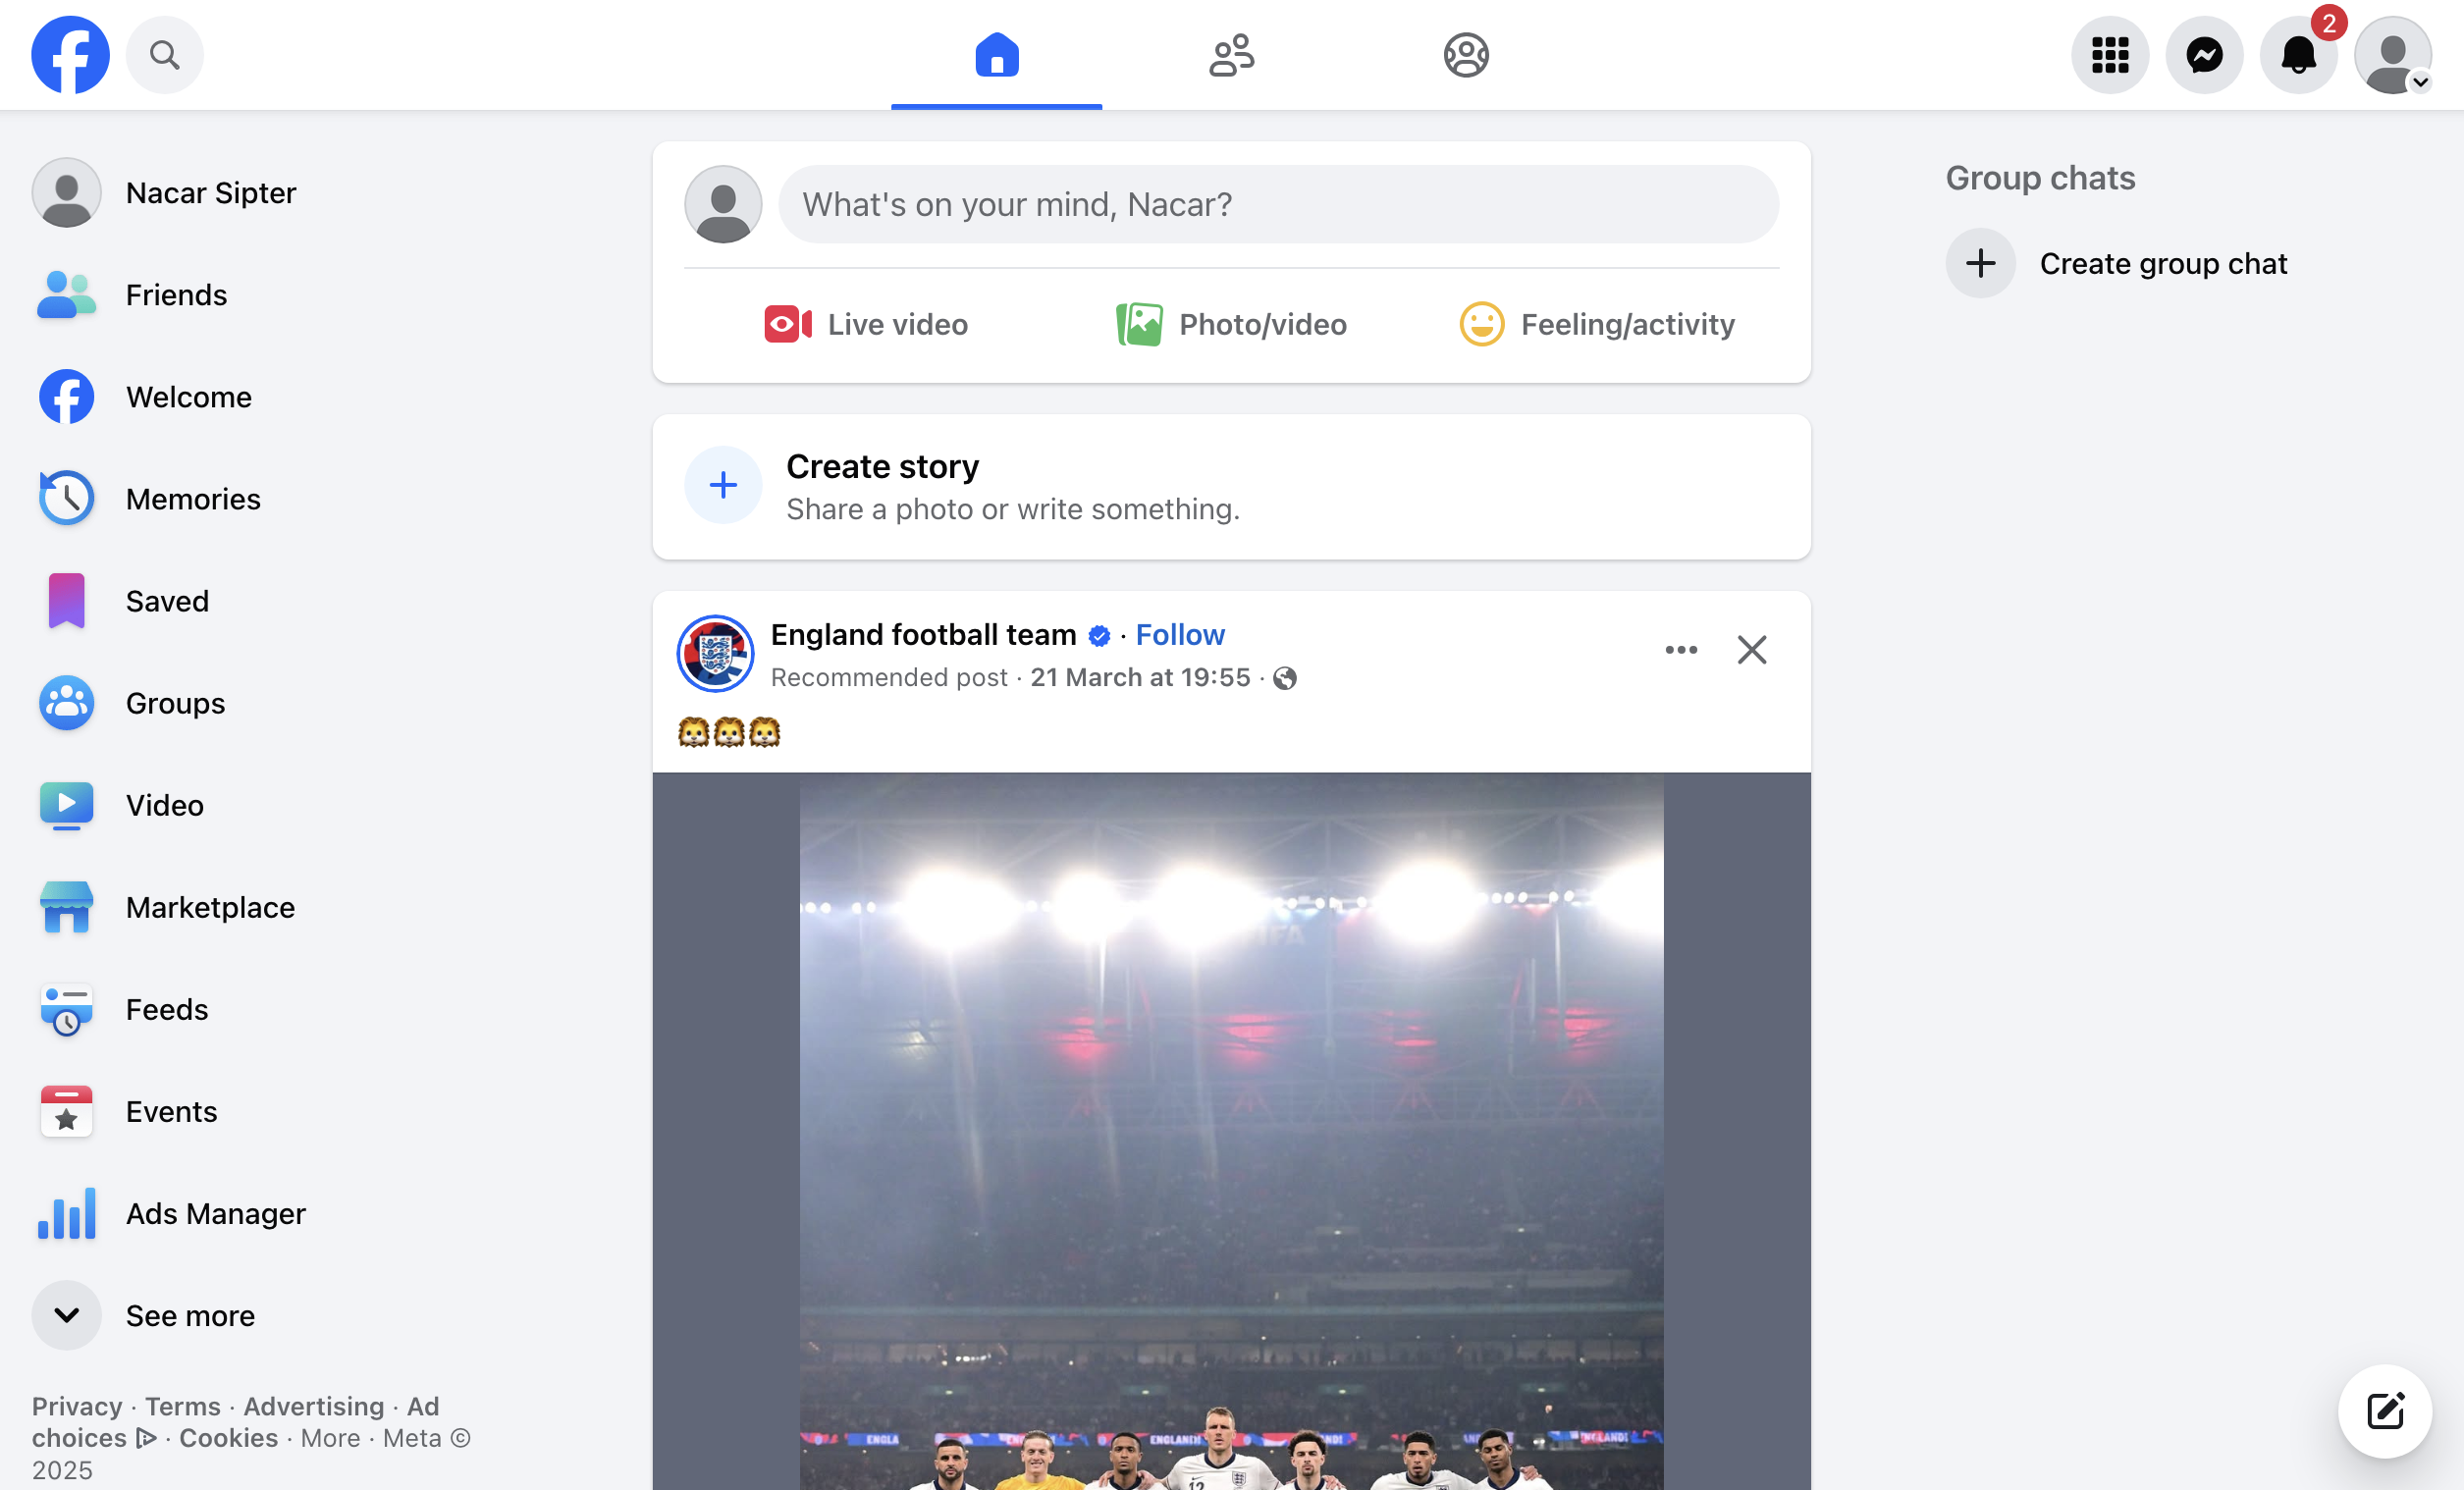 2
Nacar Sipter
Friends
Welcome
Memories
Saved
Groups
Video
Marketplace
Feeds
Events
Ads Manager
See more
Privacy · Terms · Advertising · Ad
choices · Cookies · More · Meta ©
2025
What's on your mind, Nacar?
Live video
Photo/video
Feeling/activity
Create story
Share a photo or write something.
England football team · Follow
Recommended post · 21 March at 19:55 ·
🦁🦁🦁
ENGLAND
12
Group chats
Create group chat